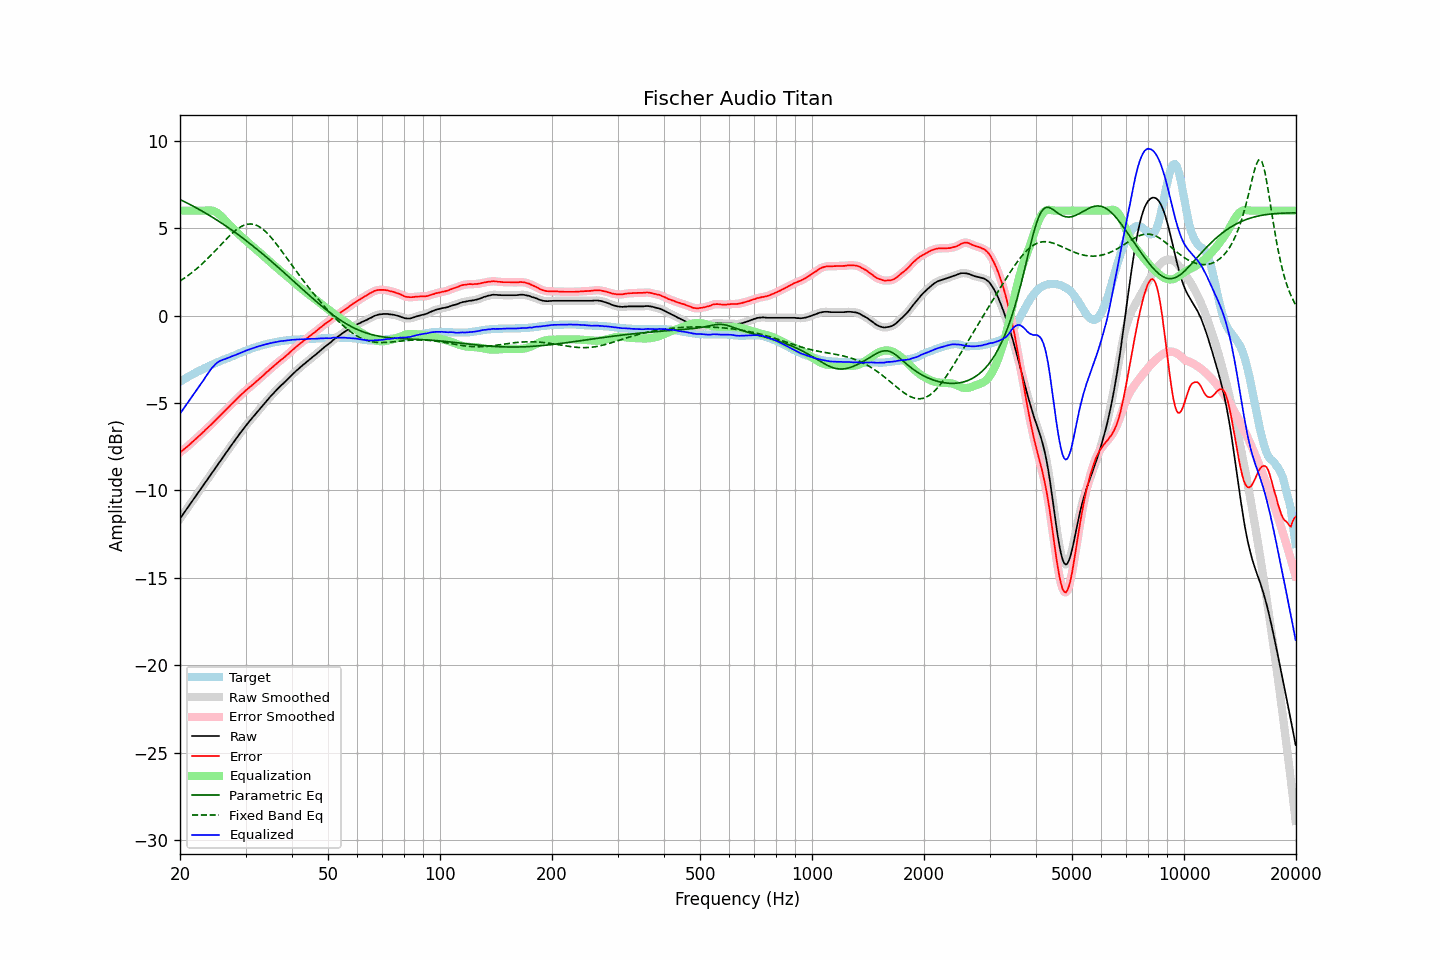 Fischer Audio Titan
Amplitude (dBr)
10
5
0
−5
−10
−15
−20
−25
−30
Target
Raw Smoothed
Error Smoothed
Raw
Error
Equalization
Parametric Eq
Fixed Band Eq
Equalized
20 50 100 200 500 1000 2000 5000 10000 20000
Frequency (Hz)